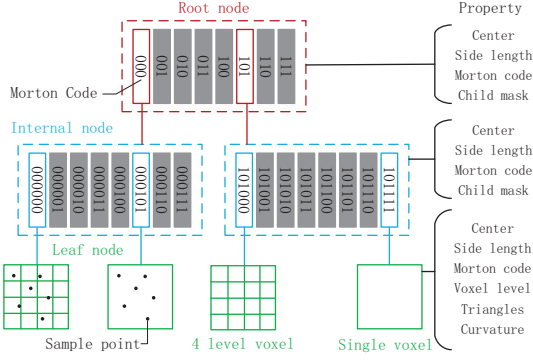 Root node
Property
000
001
010
011
100
101
110
111
Center
Side length
Morton code
Child mask
Morton Code
Internal node
000000
000001
000010
000011
000100
000101
000110
000111
101000
101001
101010
101011
101100
101101
101110
101111
Center
Side length
Morton code
Child mask
Leaf node
Center
Side length
Morton code
Voxel level
Triangles
Curvature
Sample point
4 level voxel
Single voxel